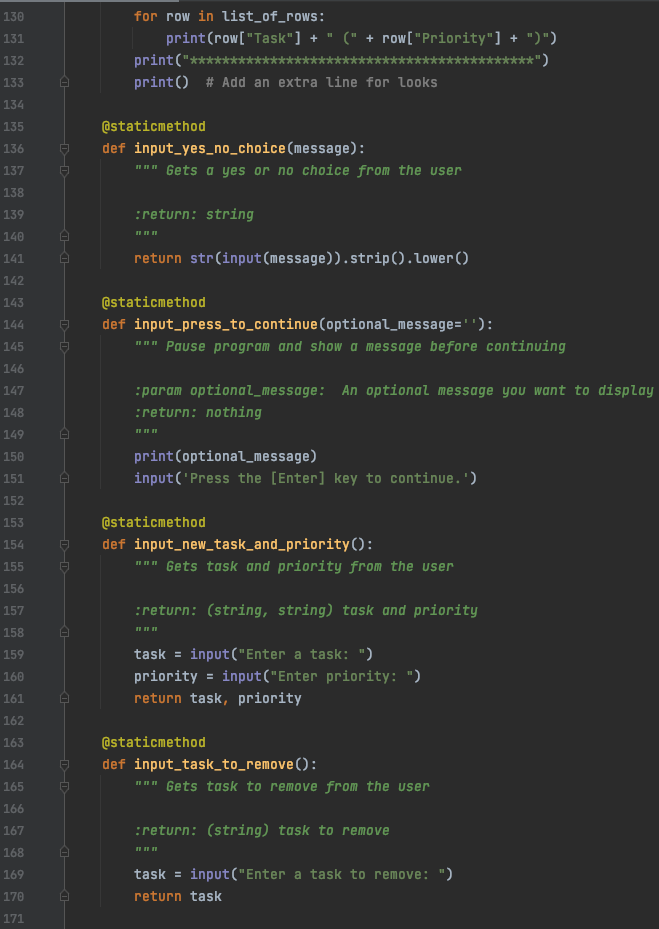 130             for row in list_of_rows:
131                 print(row["Task"] + " (" + row["Priority"] + ")")
132             print("*******************************************")
133             print()  # Add an extra line for looks
134
135         @staticmethod
136         def input_yes_no_choice(message):
137             """ Gets a yes or no choice from the user
138
139             :return: string
140             """
141             return str(input(message)).strip().lower()
142
143         @staticmethod
144         def input_press_to_continue(optional_message=''):
145             """ Pause program and show a message before continuing
146
147             :param optional_message:  An optional message you want to display
148             :return: nothing
149             """
150             print(optional_message)
151             input('Press the [Enter] key to continue.')
152
153         @staticmethod
154         def input_new_task_and_priority():
155             """ Gets task and priority from the user
156
157             :return: (string, string) task and priority
158             """
159             task = input("Enter a task: ")
160             priority = input("Enter priority: ")
161             return task, priority
162
163         @staticmethod
164         def input_task_to_remove():
165             """ Gets task to remove from the user
166
167             :return: (string) task to remove
168             """
169             task = input("Enter a task to remove: ")
170             return task
171